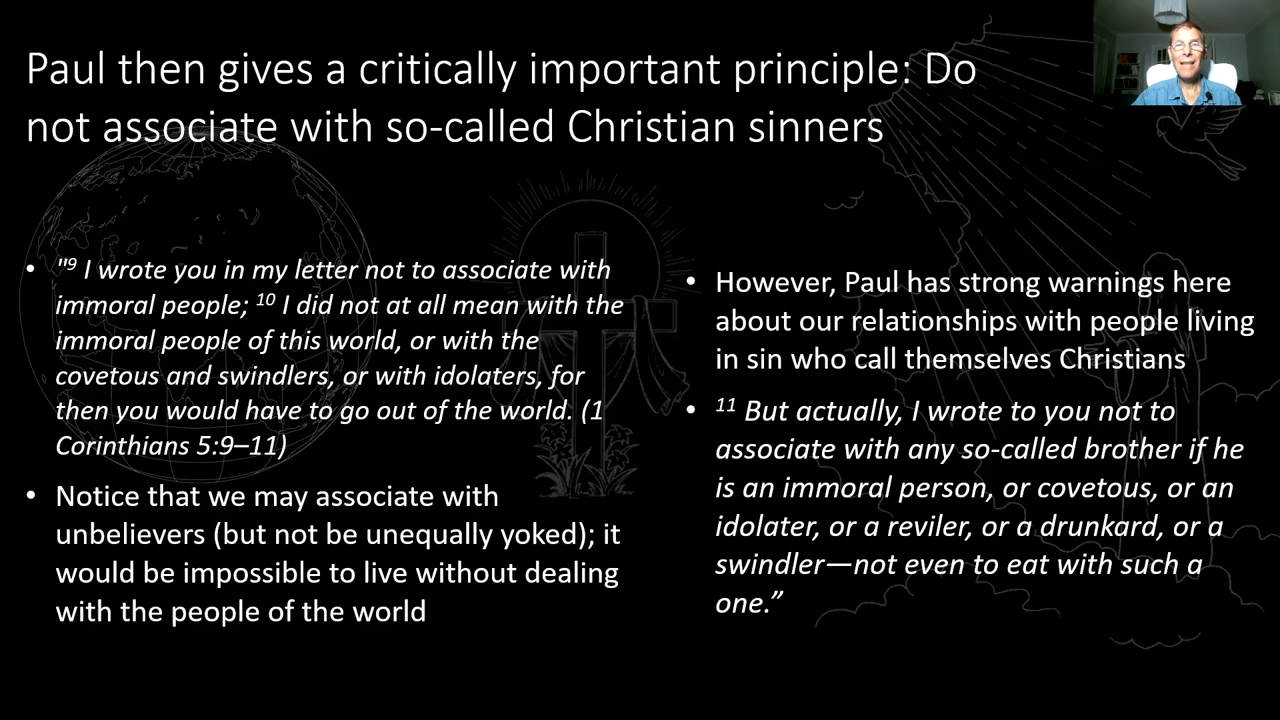 Paul then gives a critically important principle: Do
not associate with so-called Christian sinners
• "⁹ I wrote you in my letter not to associate with
immoral people; ¹⁰ I did not at all mean with the
immoral people of this world, or with the
covetous and swindlers, or with idolaters, for
then you would have to go out of the world. (1
Corinthians 5:9–11)
• Notice that we may associate with
unbelievers (but not be unequally yoked); it
would be impossible to live without dealing
with the people of the world
• However, Paul has strong warnings here
about our relationships with people living
in sin who call themselves Christians
• ¹¹ But actually, I wrote to you not to
associate with any so-called brother if he
is an immoral person, or covetous, or an
idolater, or a reviler, or a drunkard, or a
swindler—not even to eat with such a
one.”